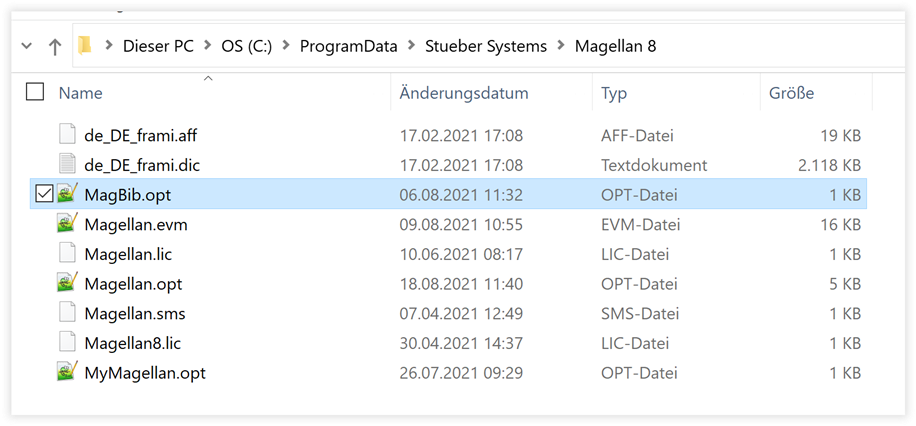 Dieser PC > OS (C:) > ProgramData > Stueber Systems > Magellan 8
Name Änderungsdatum Typ Größe
de_DE_frami.aff 17.02.2021 17:08 AFF-Datei 19 KB
de_DE_frami.dic 17.02.2021 17:08 Textdokument 2.118 KB
MagBib.opt 06.08.2021 11:32 OPT-Datei 1 KB
Magellan.evm 09.08.2021 10:55 EVM-Datei 16 KB
Magellan.lic 10.06.2021 08:17 LIC-Datei 1 KB
Magellan.opt 18.08.2021 11:40 OPT-Datei 5 KB
Magellan.sms 07.04.2021 12:49 SMS-Datei 1 KB
Magellan8.lic 30.04.2021 14:37 LIC-Datei 1 KB
MyMagellan.opt 26.07.2021 09:29 OPT-Datei 1 KB